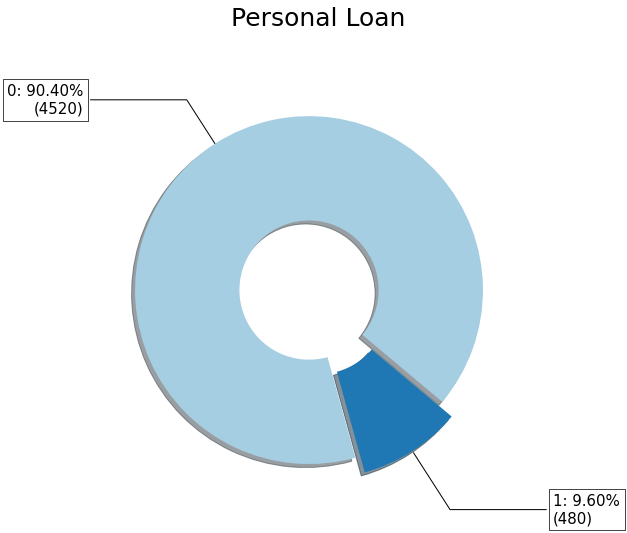 Personal Loan
0: 90.40%
(4520)
1: 9.60%
(480)